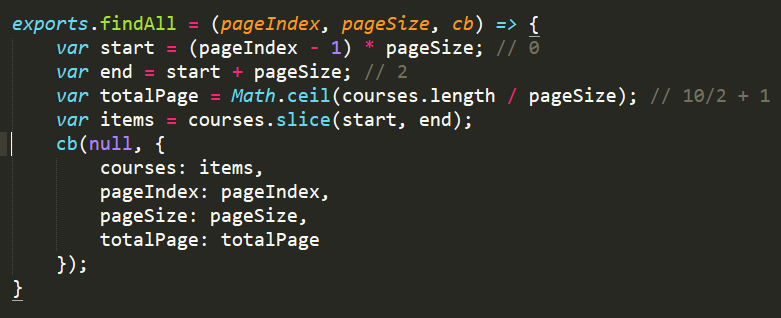 exports.findAll = (pageIndex, pageSize, cb) => {
    var start = (pageIndex - 1) * pageSize; // 0
    var end = start + pageSize; // 2
    var totalPage = Math.ceil(courses.length / pageSize); // 10/2 + 1
    var items = courses.slice(start, end);
    cb(null, {
        courses: items,
        pageIndex: pageIndex,
        pageSize: pageSize,
        totalPage: totalPage
    });
}